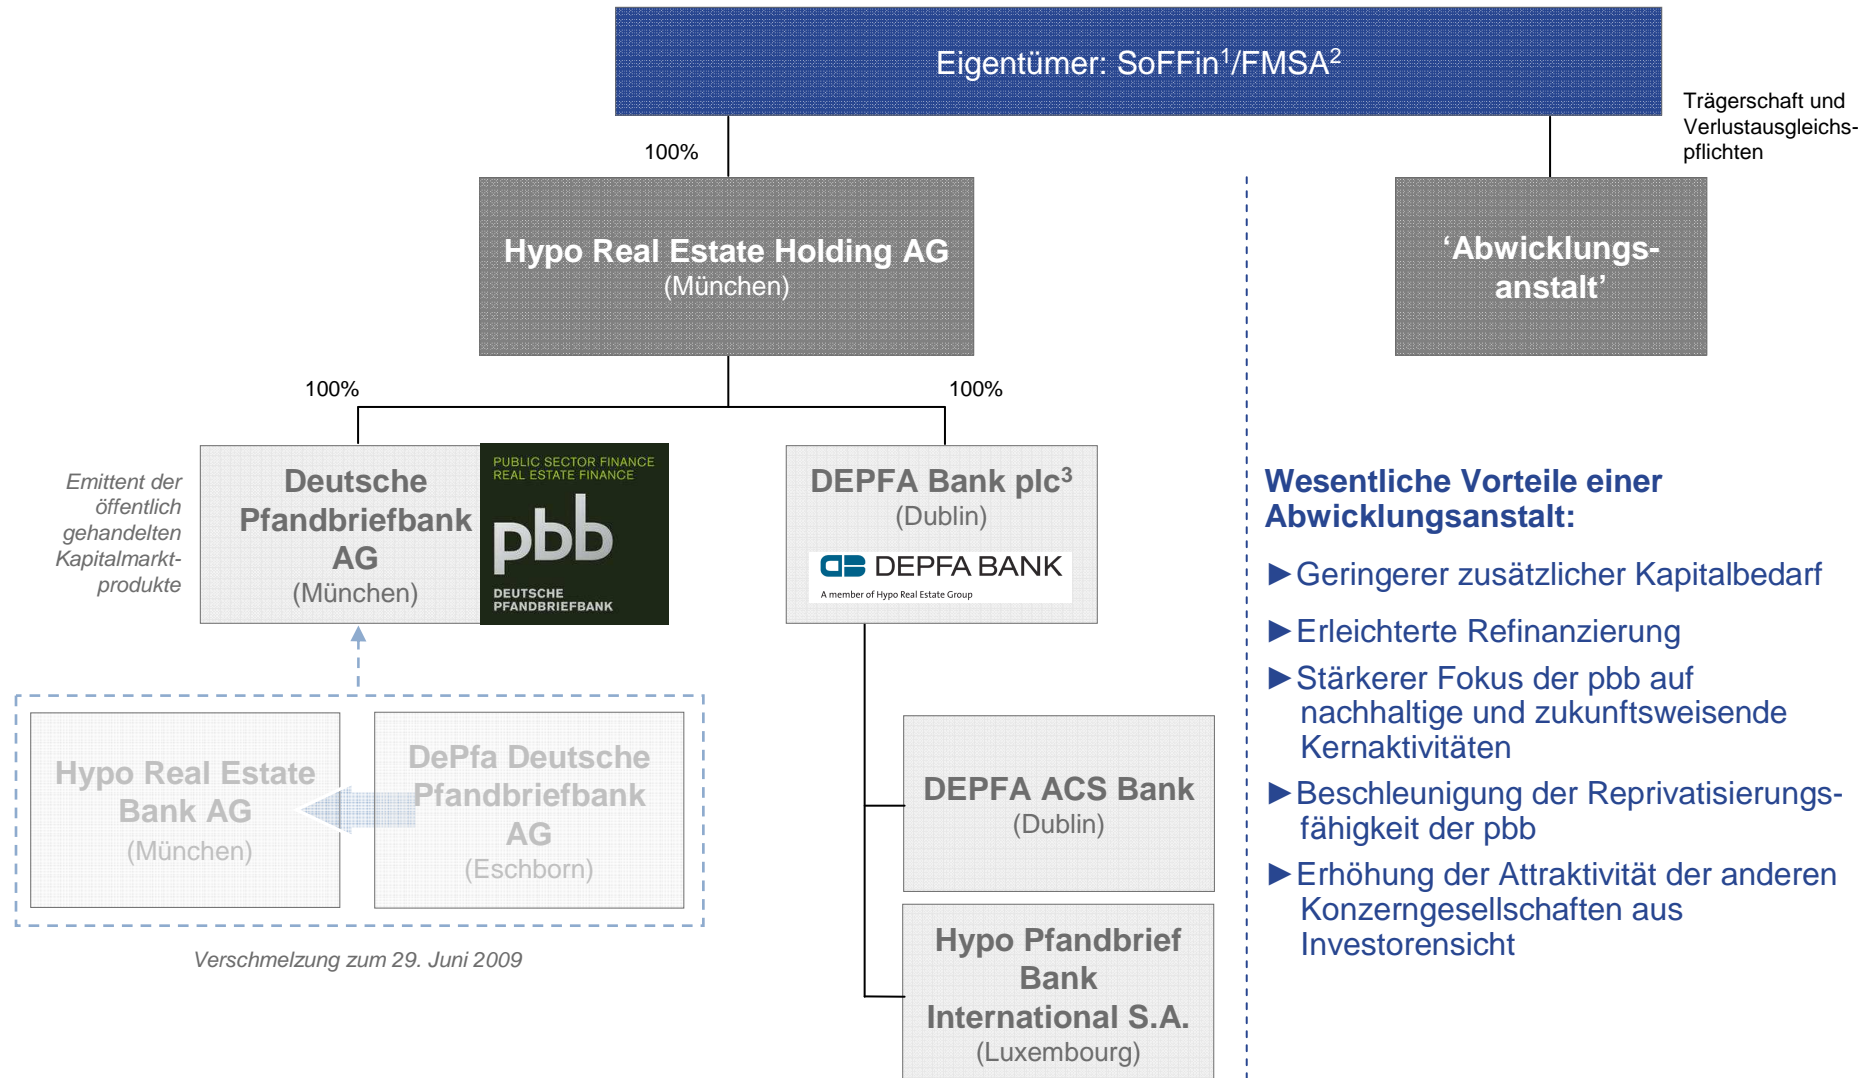 Eigentümer: SoFFin¹/FMSA²
Trägerschaft und
Verlustausgleichs-
pflichten
100%
Hypo Real Estate Holding AG
(München)
'Abwicklungs-
anstalt'
100%
100%
Emittent der
öffentlich
gehandelten
Kapitalmarkt-
produkte
Deutsche
Pfandbriefbank
AG
(München)
PUBLIC SECTOR FINANCE
REAL ESTATE FINANCE
pbb
DEUTSCHE
PFANDBRIEFBANK
DEPFA Bank plc³
(Dublin)
DEPFA BANK
A member of Hypo Real Estate Group
Hypo Real Estate
Bank AG
(München)
DePfa Deutsche
Pfandbriefbank
AG
(Eschborn)
Verschmelzung zum 29. Juni 2009
DEPFA ACS Bank
(Dublin)
Hypo Pfandbrief
Bank
International S.A.
(Luxembourg)
Wesentliche Vorteile einer
Abwicklungsanstalt:
►Geringerer zusätzlicher Kapitalbedarf
►Erleichterte Refinanzierung
►Stärkerer Fokus der pbb auf
nachhaltige und zukunftsweisende
Kernaktivitäten
►Beschleunigung der Reprivatisierungs-
fähigkeit der pbb
►Erhöhung der Attraktivität der anderen
Konzerngesellschaften aus
Investorensicht